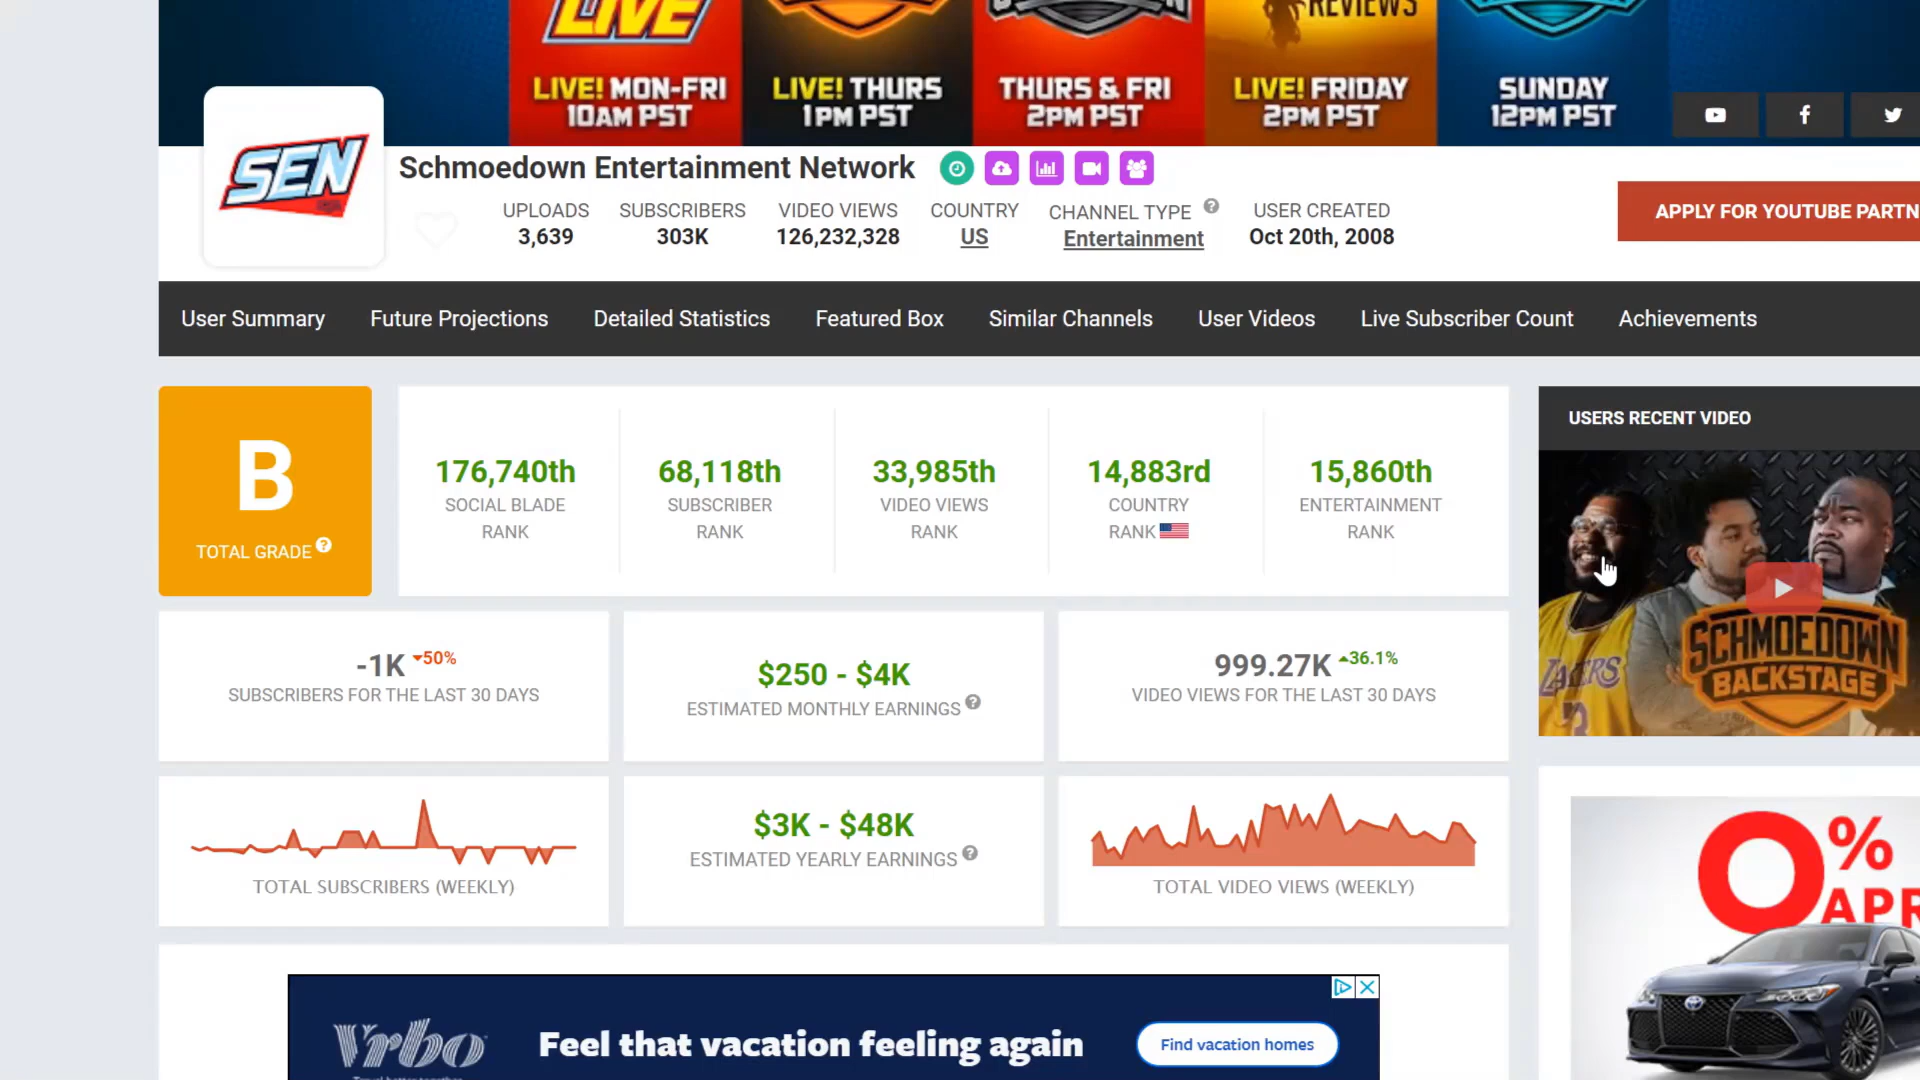 LIVE
REVIEWS
LIVE! MON-FRI
10AM PST
LIVE! THURS
1PM PST
THURS & FRI
2PM PST
LIVE! FRIDAY
2PM PST
SUNDAY
12PM PST
SEN
Schmoedown Entertainment Network
UPLOADS
3,639
SUBSCRIBERS
303K
VIDEO VIEWS
126,232,328
COUNTRY
US
CHANNEL TYPE
Entertainment
USER CREATED
Oct 20th, 2008
APPLY FOR YOUTUBE PARTN
User Summary Future Projections Detailed Statistics Featured Box Similar Channels User Videos Live Subscriber Count Achievements
B
TOTAL GRADE
176,740th
SOCIAL BLADE
RANK
68,118th
SUBSCRIBER
RANK
33,985th
VIDEO VIEWS
RANK
14,883rd
COUNTRY
RANK
15,860th
ENTERTAINMENT
RANK
USERS RECENT VIDEO
LAKERS
SCHMOEDOWN
BACKSTAGE
-1K 50%
SUBSCRIBERS FOR THE LAST 30 DAYS
$250 - $4K
ESTIMATED MONTHLY EARNINGS
999.27K 36.1%
VIDEO VIEWS FOR THE LAST 30 DAYS
TOTAL SUBSCRIBERS (WEEKLY)
$3K - $48K
ESTIMATED YEARLY EARNINGS
TOTAL VIDEO VIEWS (WEEKLY)
0%
APR
Vrbo
Feel that vacation feeling again
Find vacation homes